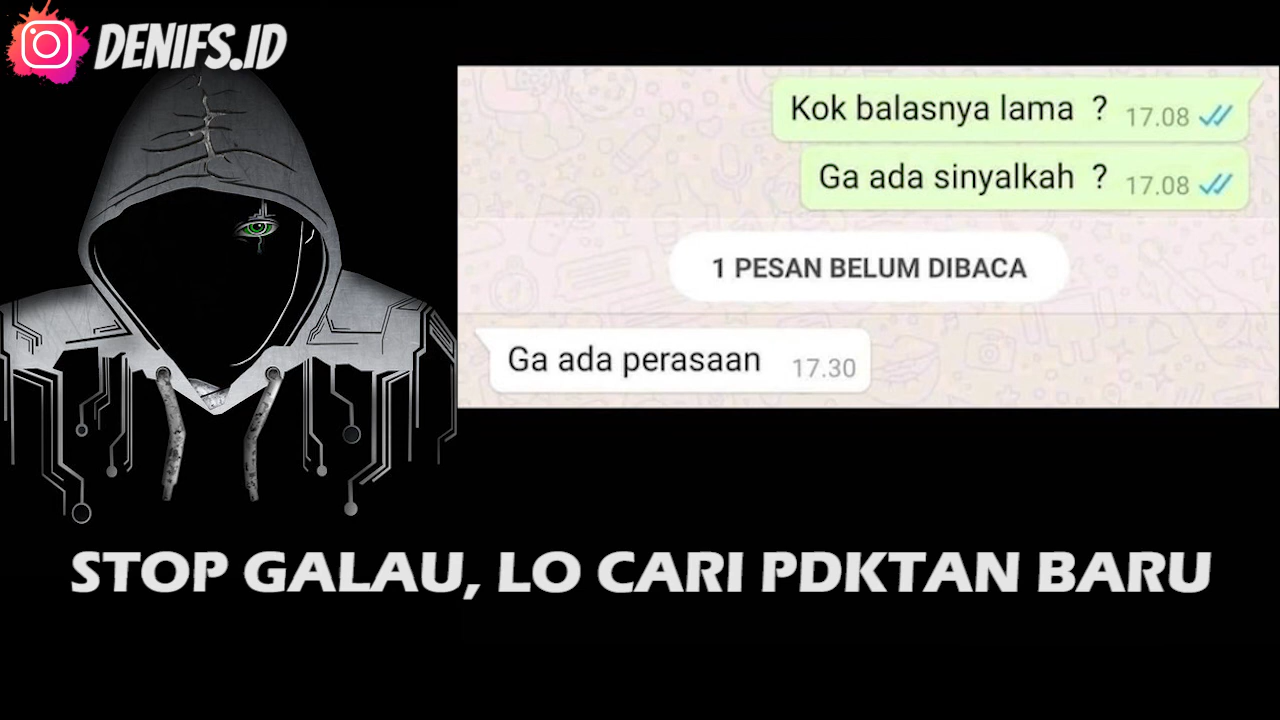 DENIFS.ID
Kok balasnya lama ? 17.08
Ga ada sinyalkah ? 17.08
1 PESAN BELUM DIBACA
Ga ada perasaan 17.30
STOP GALAU, LO CARI PDKTAN BARU